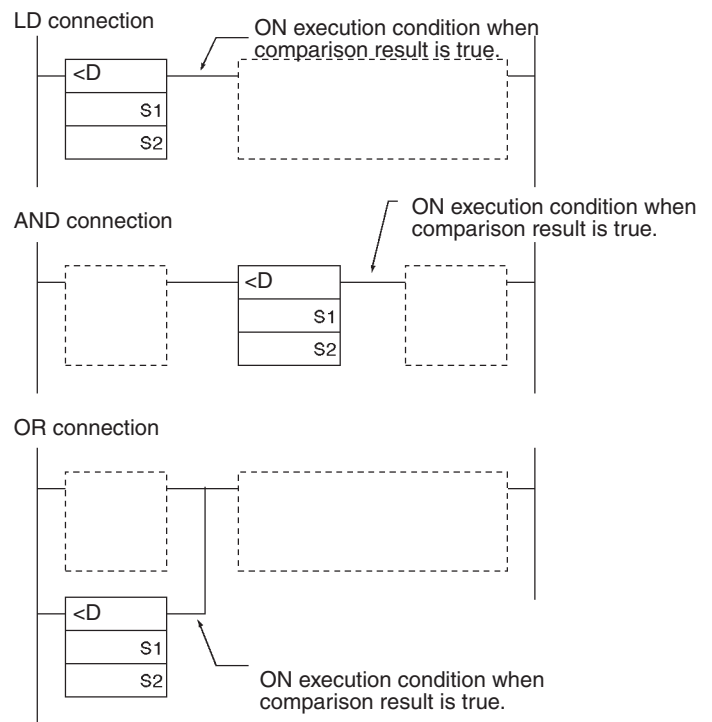 LD connection
ON execution condition when
comparison result is true.
<D
S1
S2
AND connection
ON execution condition when
comparison result is true.
<D
S1
S2
OR connection
<D
S1
S2
ON execution condition when
comparison result is true.